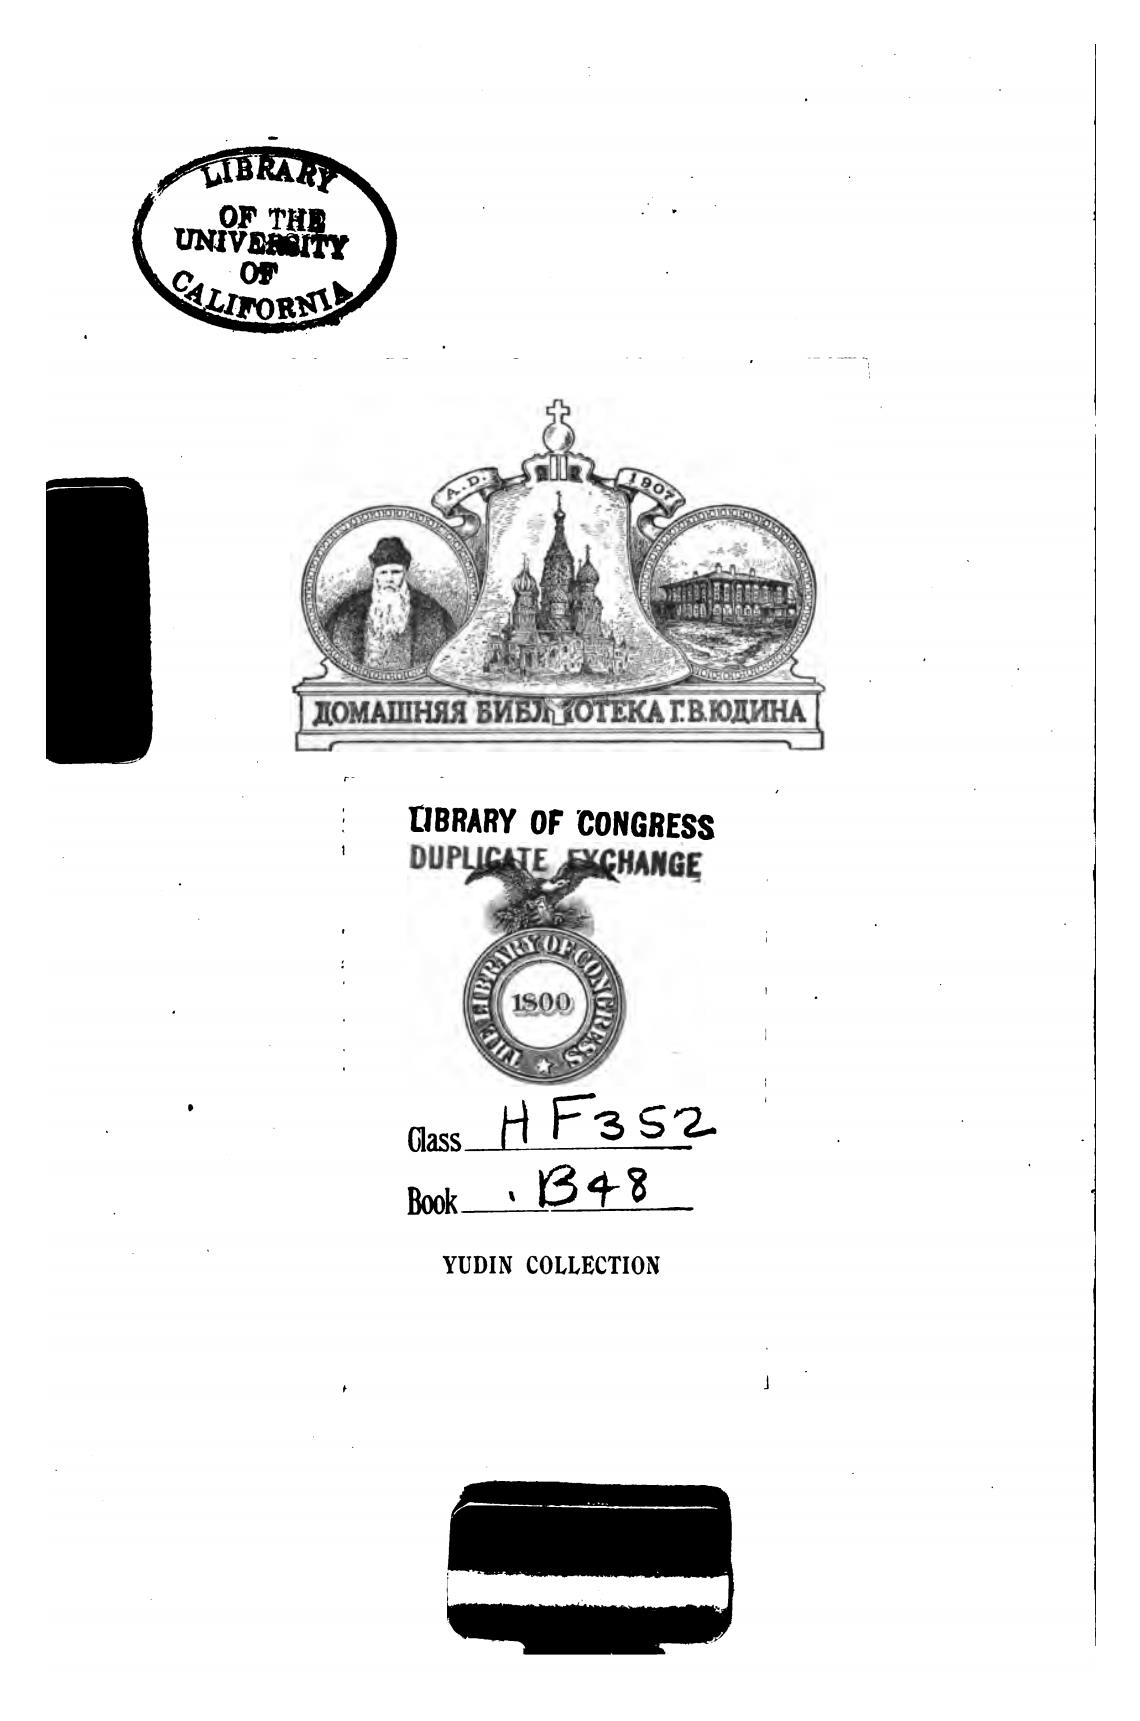 LIBRARY
OF THE
UNIVERSITY
OF
CALIFORNIA
A.D. 1907
ДОМАШНЯЯ БИБЛІОТЕКА Г.В.ЮДИНА
LIBRARY OF CONGRESS
DUPLICATE EXCHANGE
THE LIBRARY OF CONGRESS
1800
Class HF352
Book .B48
YUDIN COLLECTION